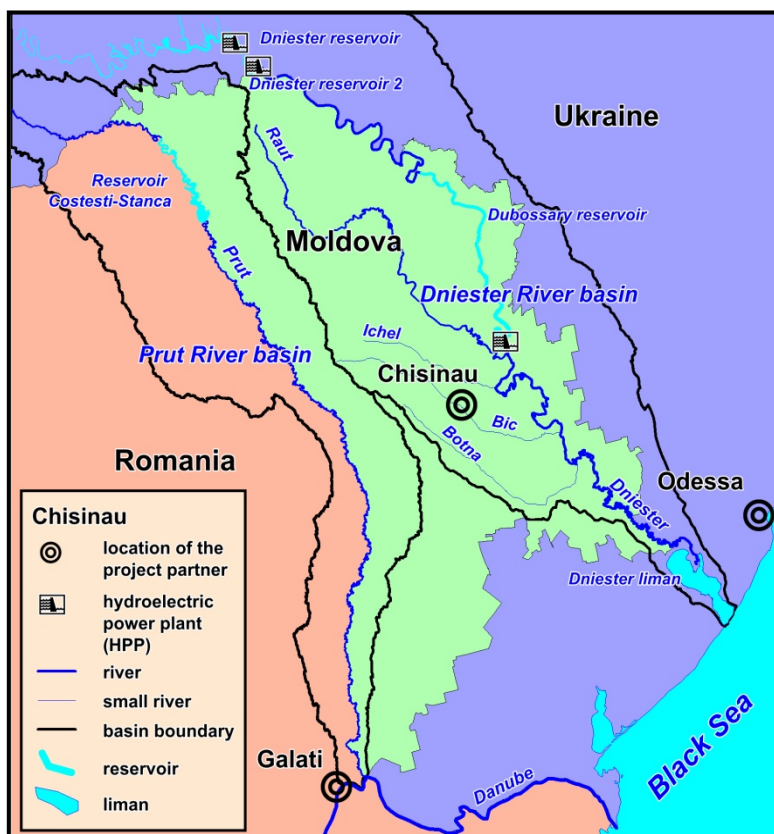 Dniester reservoir
Dniester reservoir 2
Ukraine
Raut
Reservoir
Costesti-Stanca
Dubossary reservoir
Moldova
Prut
Dniester River basin
Ichel
Prut River basin
Chisinau
Bic
Botna
Romania
Odessa
Dniester
Dniester liman
Chisinau
location of the
project partner
hydroelectric
power plant
(HPP)
river
small river
basin boundary
reservoir
liman
Galati
Danube
Black Sea